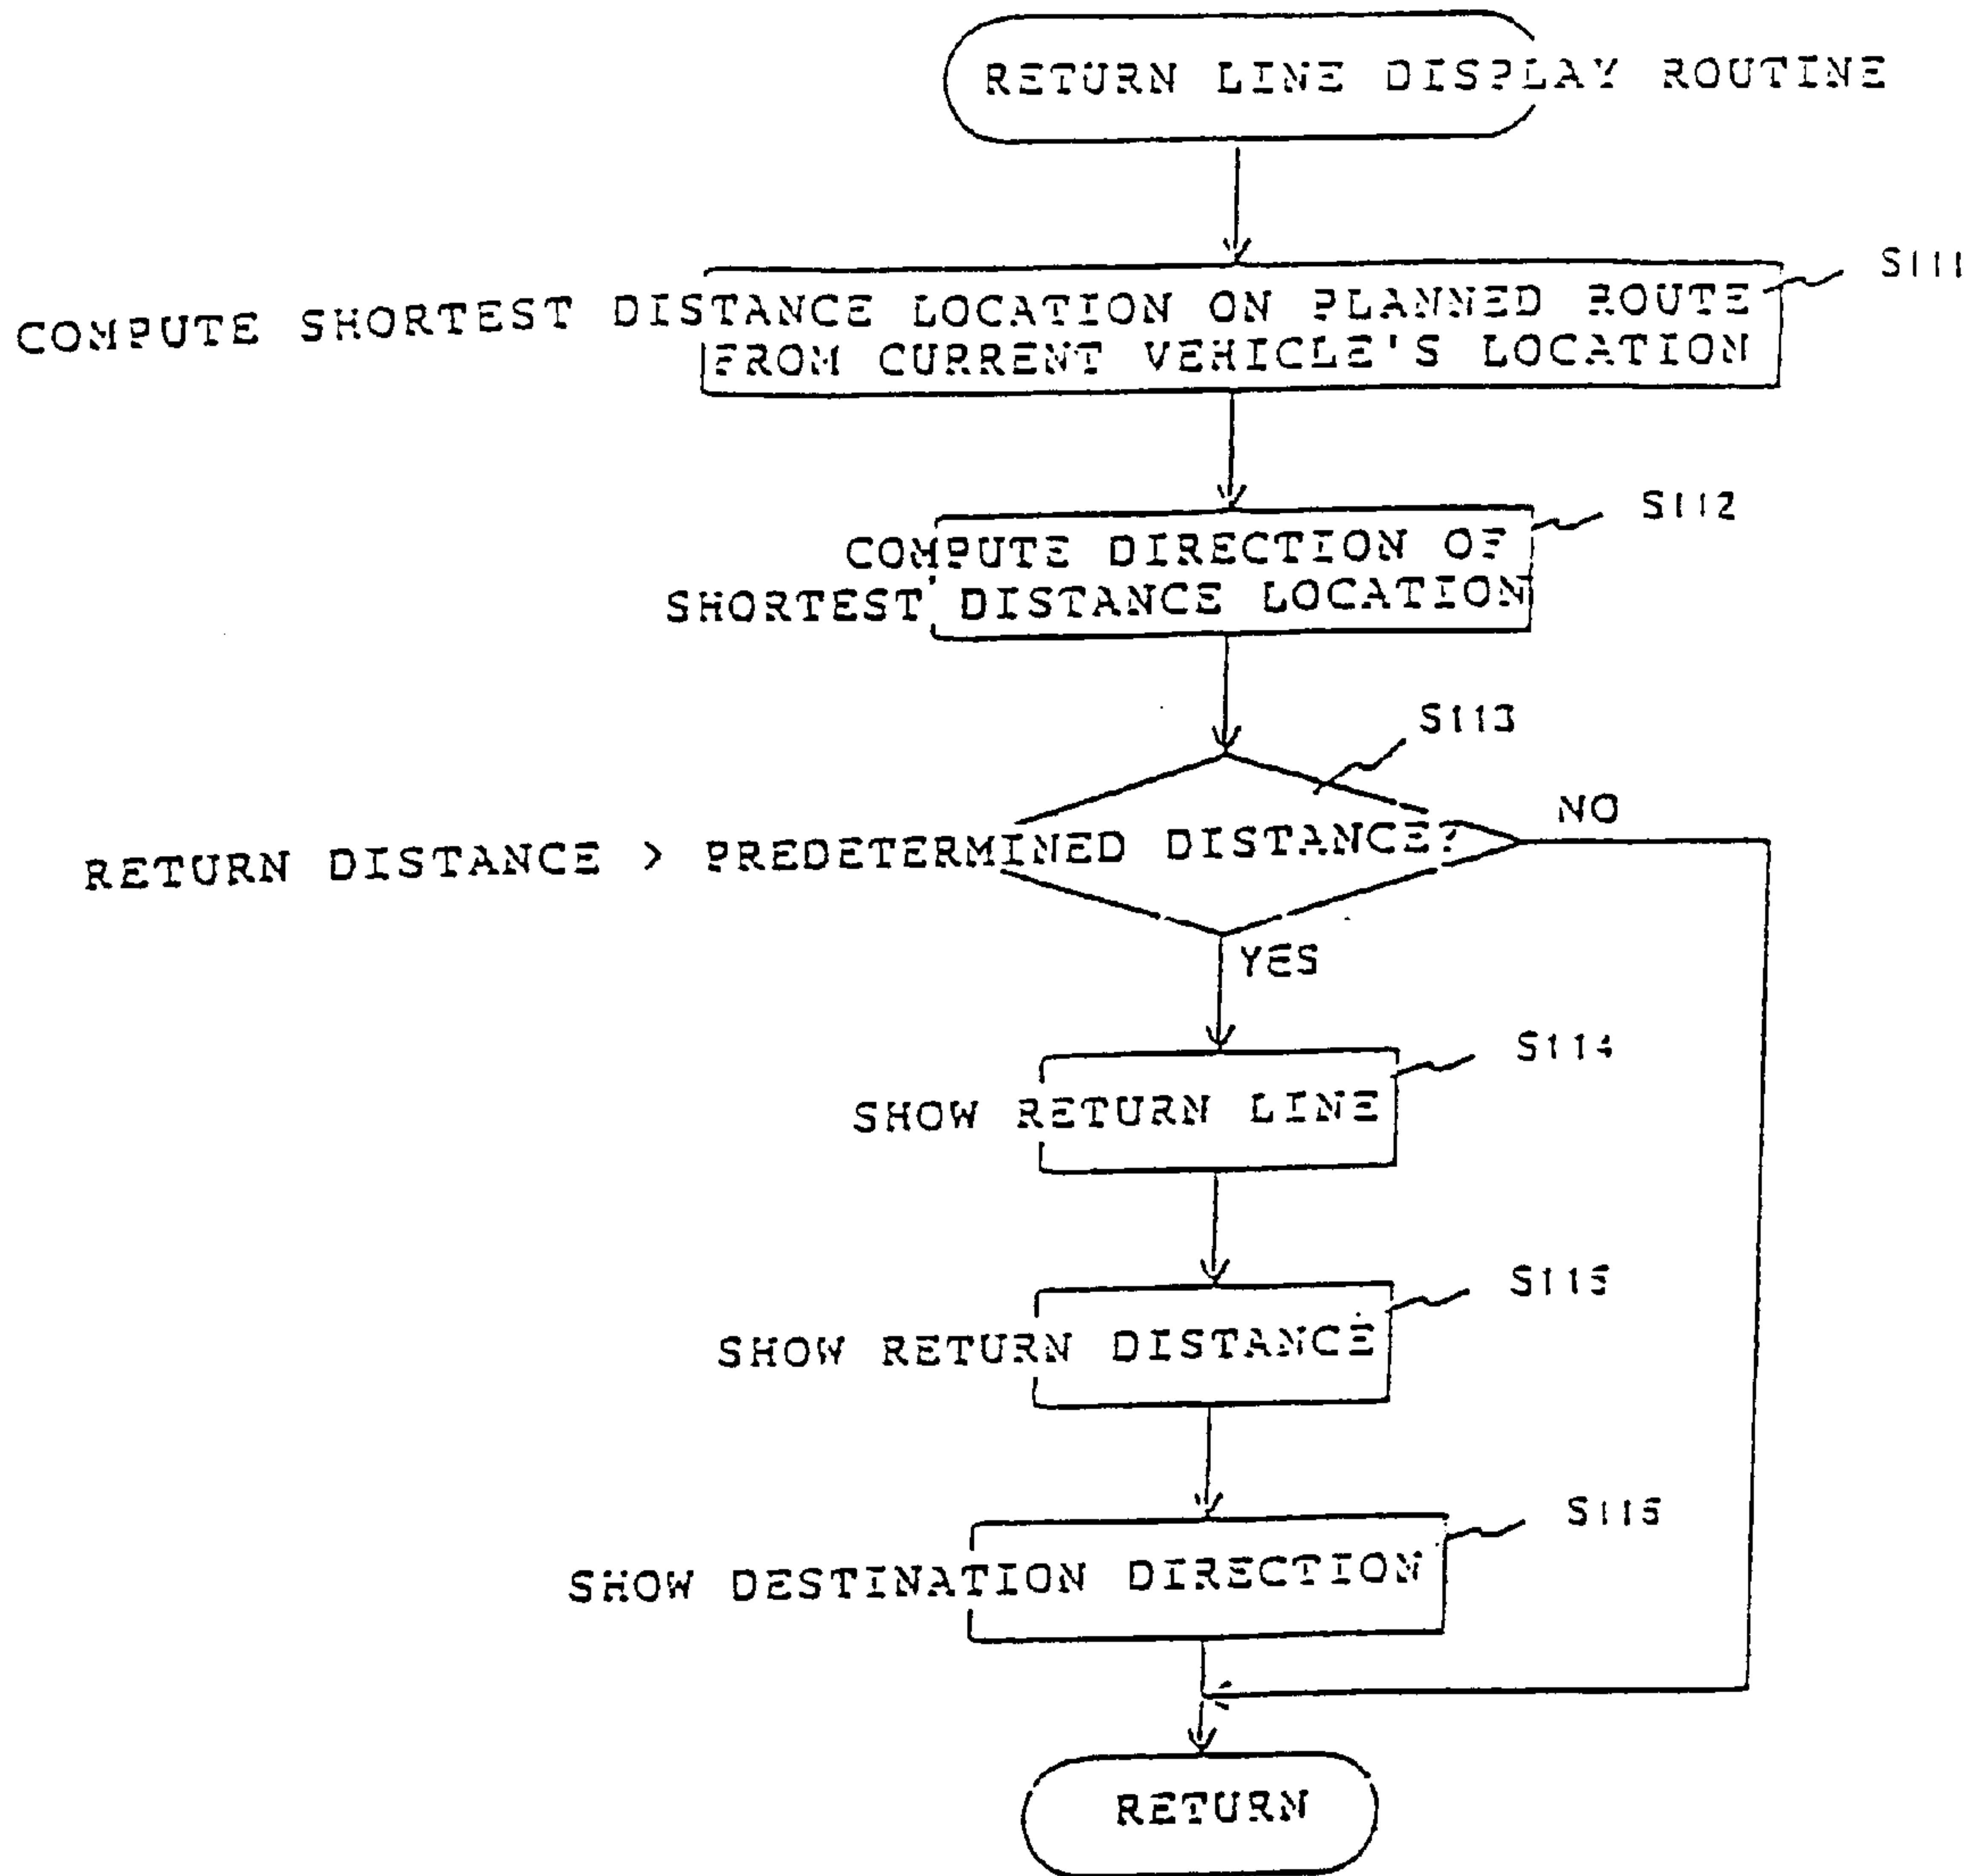 RETURN LINE DISPLAY ROUTINE
S111
COMPUTE SHORTEST DISTANCE LOCATION ON PLANNED ROUTE
FROM CURRENT VEHICLE'S LOCATION
S112
COMPUTE DIRECTION OF
SHORTEST DISTANCE LOCATION
S113
RETURN DISTANCE > PREDETERMINED DISTANCE?
NO
YES
S114
SHOW RETURN LINE
SHOW RETURN DISTANCE
SHOW DESTINATION DIRECTION
RETURN